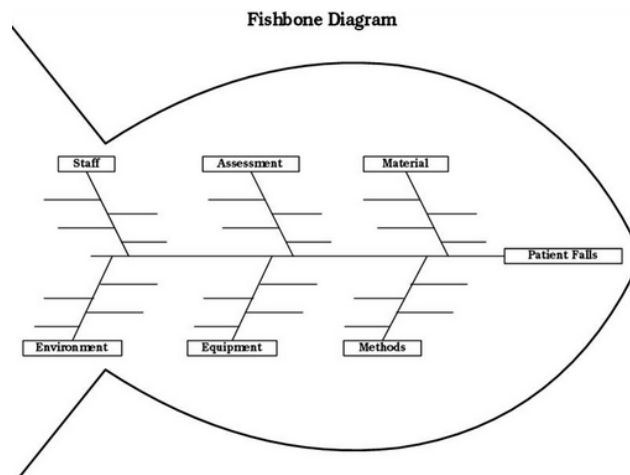 Fishbone Diagram
Staff
Assessment
Material
Patient Falls
Environment
Equipment
Methods